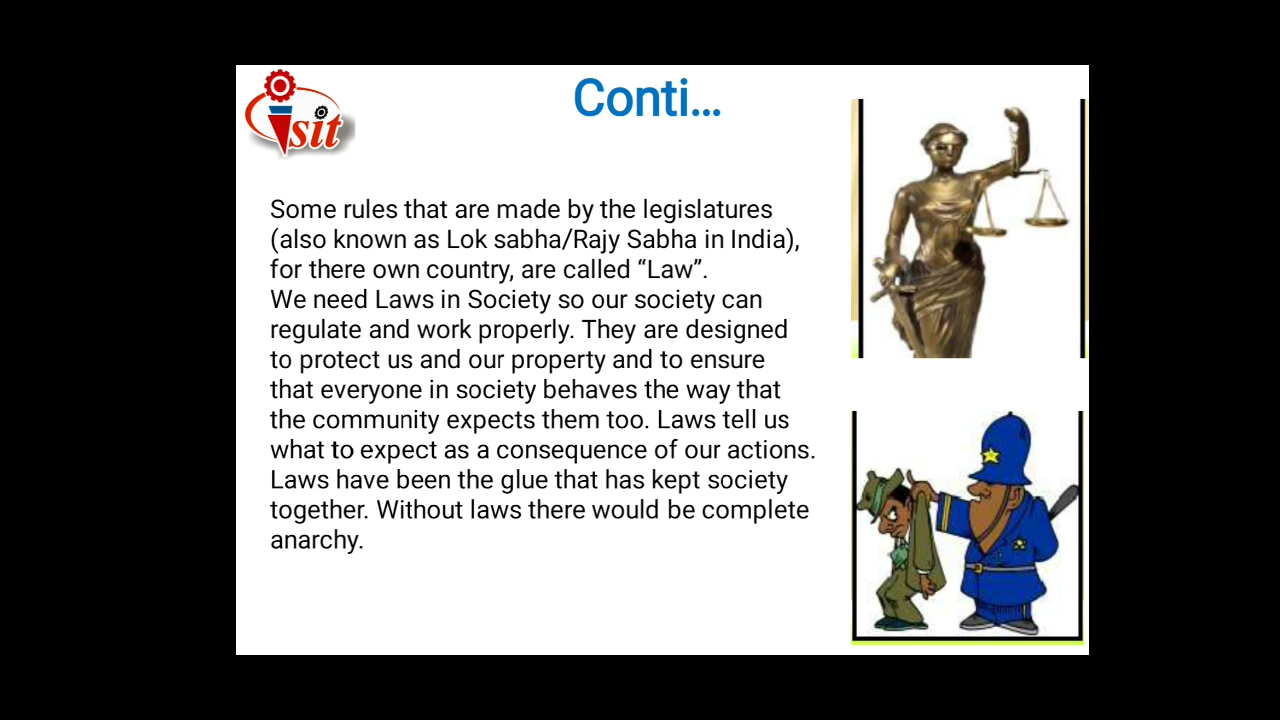 Conti...
sit
Some rules that are made by the legislatures
(also known as Lok sabha/Rajy Sabha in India),
for there own country, are called “Law”.
We need Laws in Society so our society can
regulate and work properly. They are designed
to protect us and our property and to ensure
that everyone in society behaves the way that
the community expects them too. Laws tell us
what to expect as a consequence of our actions.
Laws have been the glue that has kept society
together. Without laws there would be complete
anarchy.